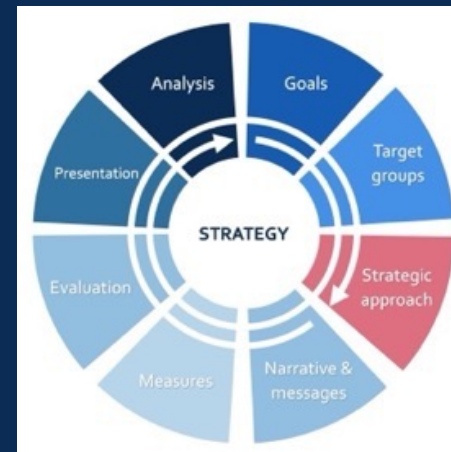 Analysis
Goals
Target
groups
Strategic
approach
Narrative &
messages
Measures
Evaluation
Presentation
STRATEGY